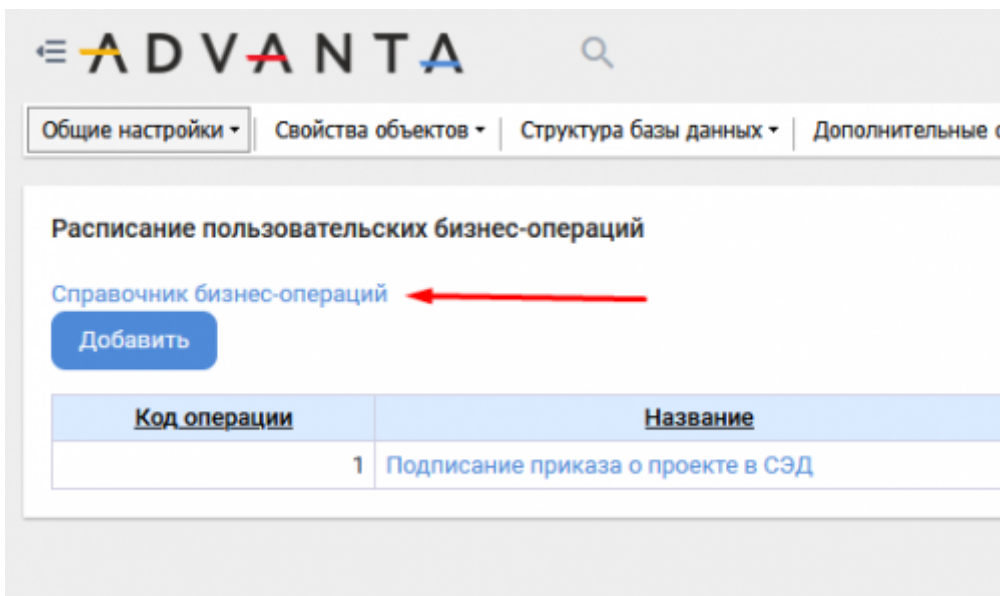 ADVANTA
Общие настройки Свойства объектов Структура базы данных Дополнительные
Расписание пользовательских бизнес-операций
Справочник бизнес-операций
Добавить
Код операции Название
1 Подписание приказа о проекте в СЭД